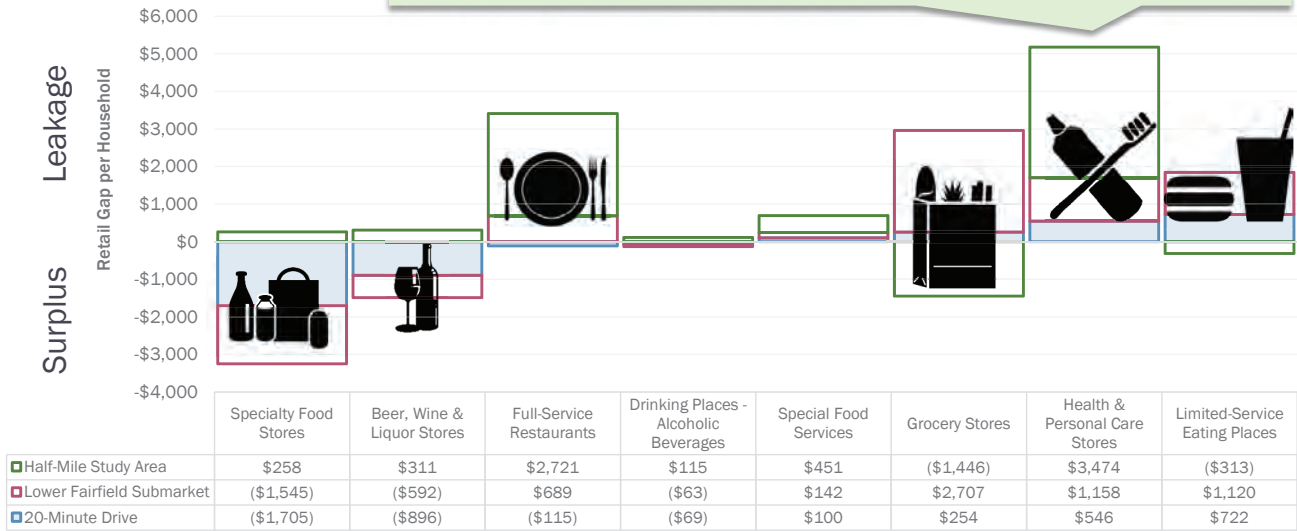 $6,000
$5,000
$4,000
$3,000
$2,000
$1,000
$0
-$1,000
-$2,000
-$3,000
-$4,000
Leakage
Surplus
Retail Gap per Household
Specialty Food
Stores
Beer, Wine &
Liquor Stores
Full-Service
Restaurants
Drinking Places -
Alcoholic
Beverages
Special Food
Services
Grocery Stores
Health &
Personal Care
Stores
Limited-Service
Eating Places
Half-Mile Study Area $258 $311 $2,721 $115 $451 ($1,446) $3,474 ($313)
Lower Fairfield Submarket ($1,545) ($592) $689 ($63) $142 $2,707 $1,158 $1,120
20-Minute Drive ($1,705) ($896) ($115) ($69) $100 $254 $546 $722